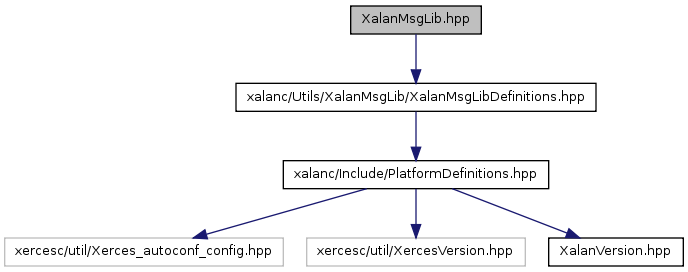 XalanMsgLib.hpp
xalanc/Utils/XalanMsgLib/XalanMsgLibDefinitions.hpp
xalanc/Include/PlatformDefinitions.hpp
xercesc/util/Xerces_autoconf_config.hpp
xercesc/util/XercesVersion.hpp
XalanVersion.hpp